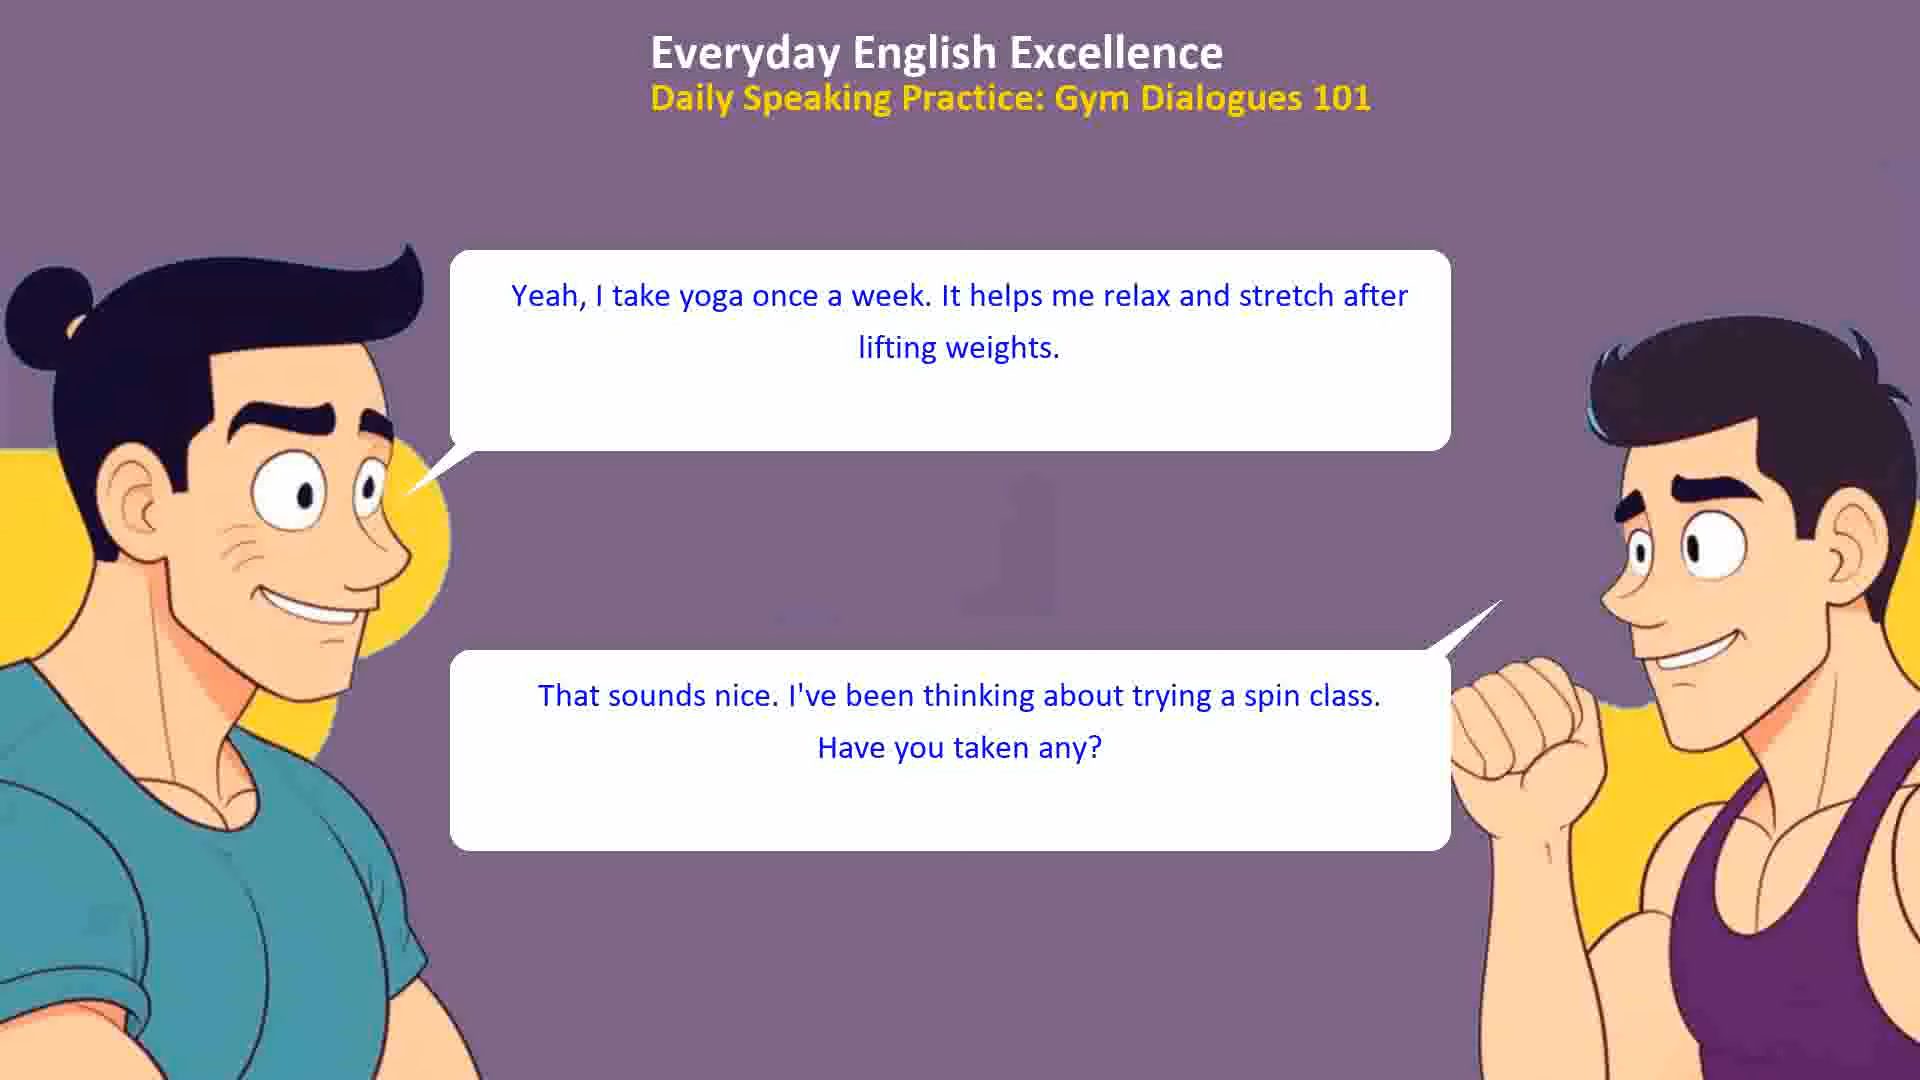 Everyday English Excellence
Daily Speaking Practice: Gym Dialogues 101
Yeah, I take yoga once a week. It helps me relax and stretch after
lifting weights.
That sounds nice. I've been thinking about trying a spin class.
Have you taken any?